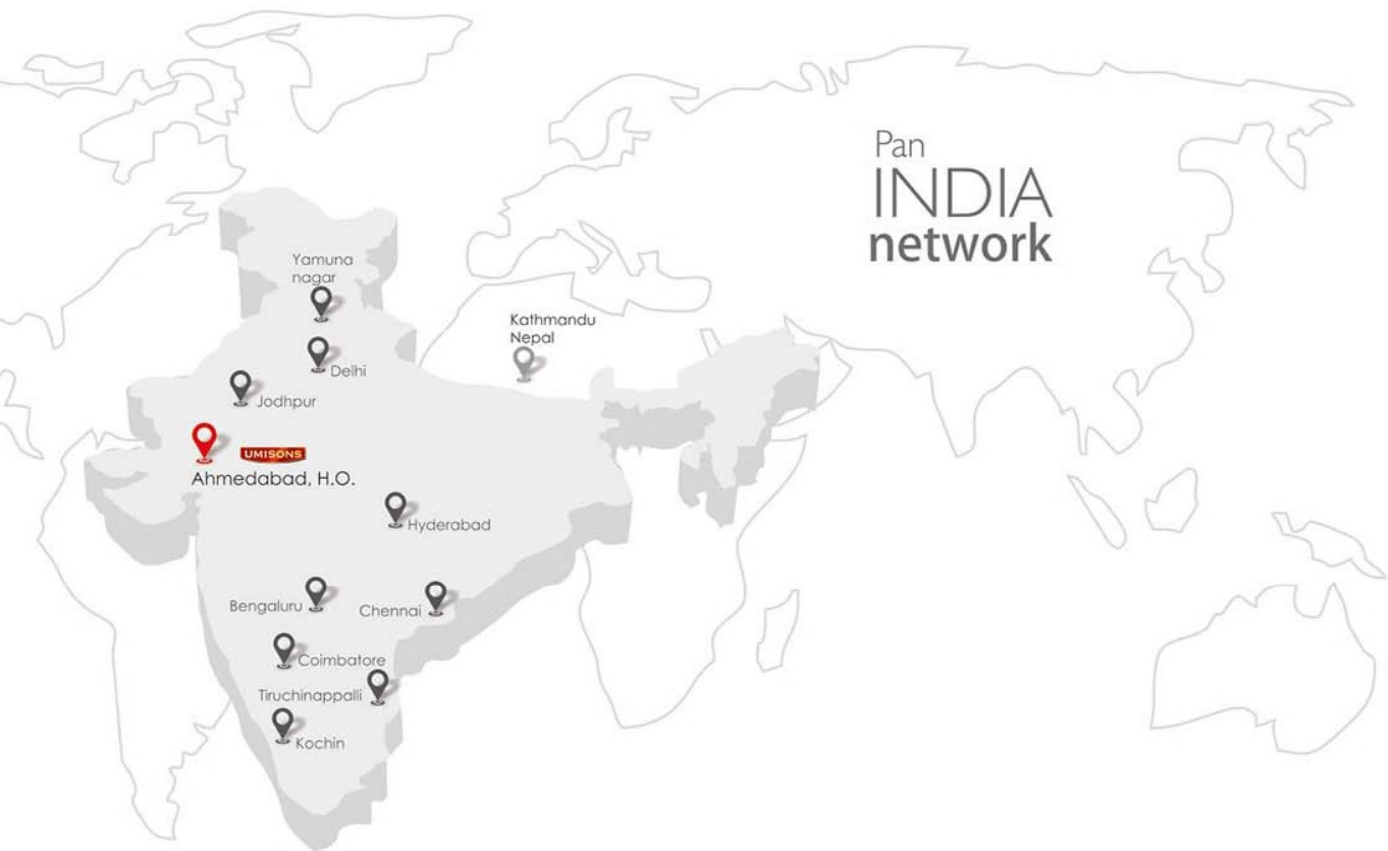 Pan
INDIA
network
Yamuna
nagar
Kathmandu
Nepal
Delhi
Jodhpur
UMISONS
Ahmedabad, H.O.
Hyderabad
Bengaluru
Chennai
Coimbatore
Tiruchinappalli
Kochin